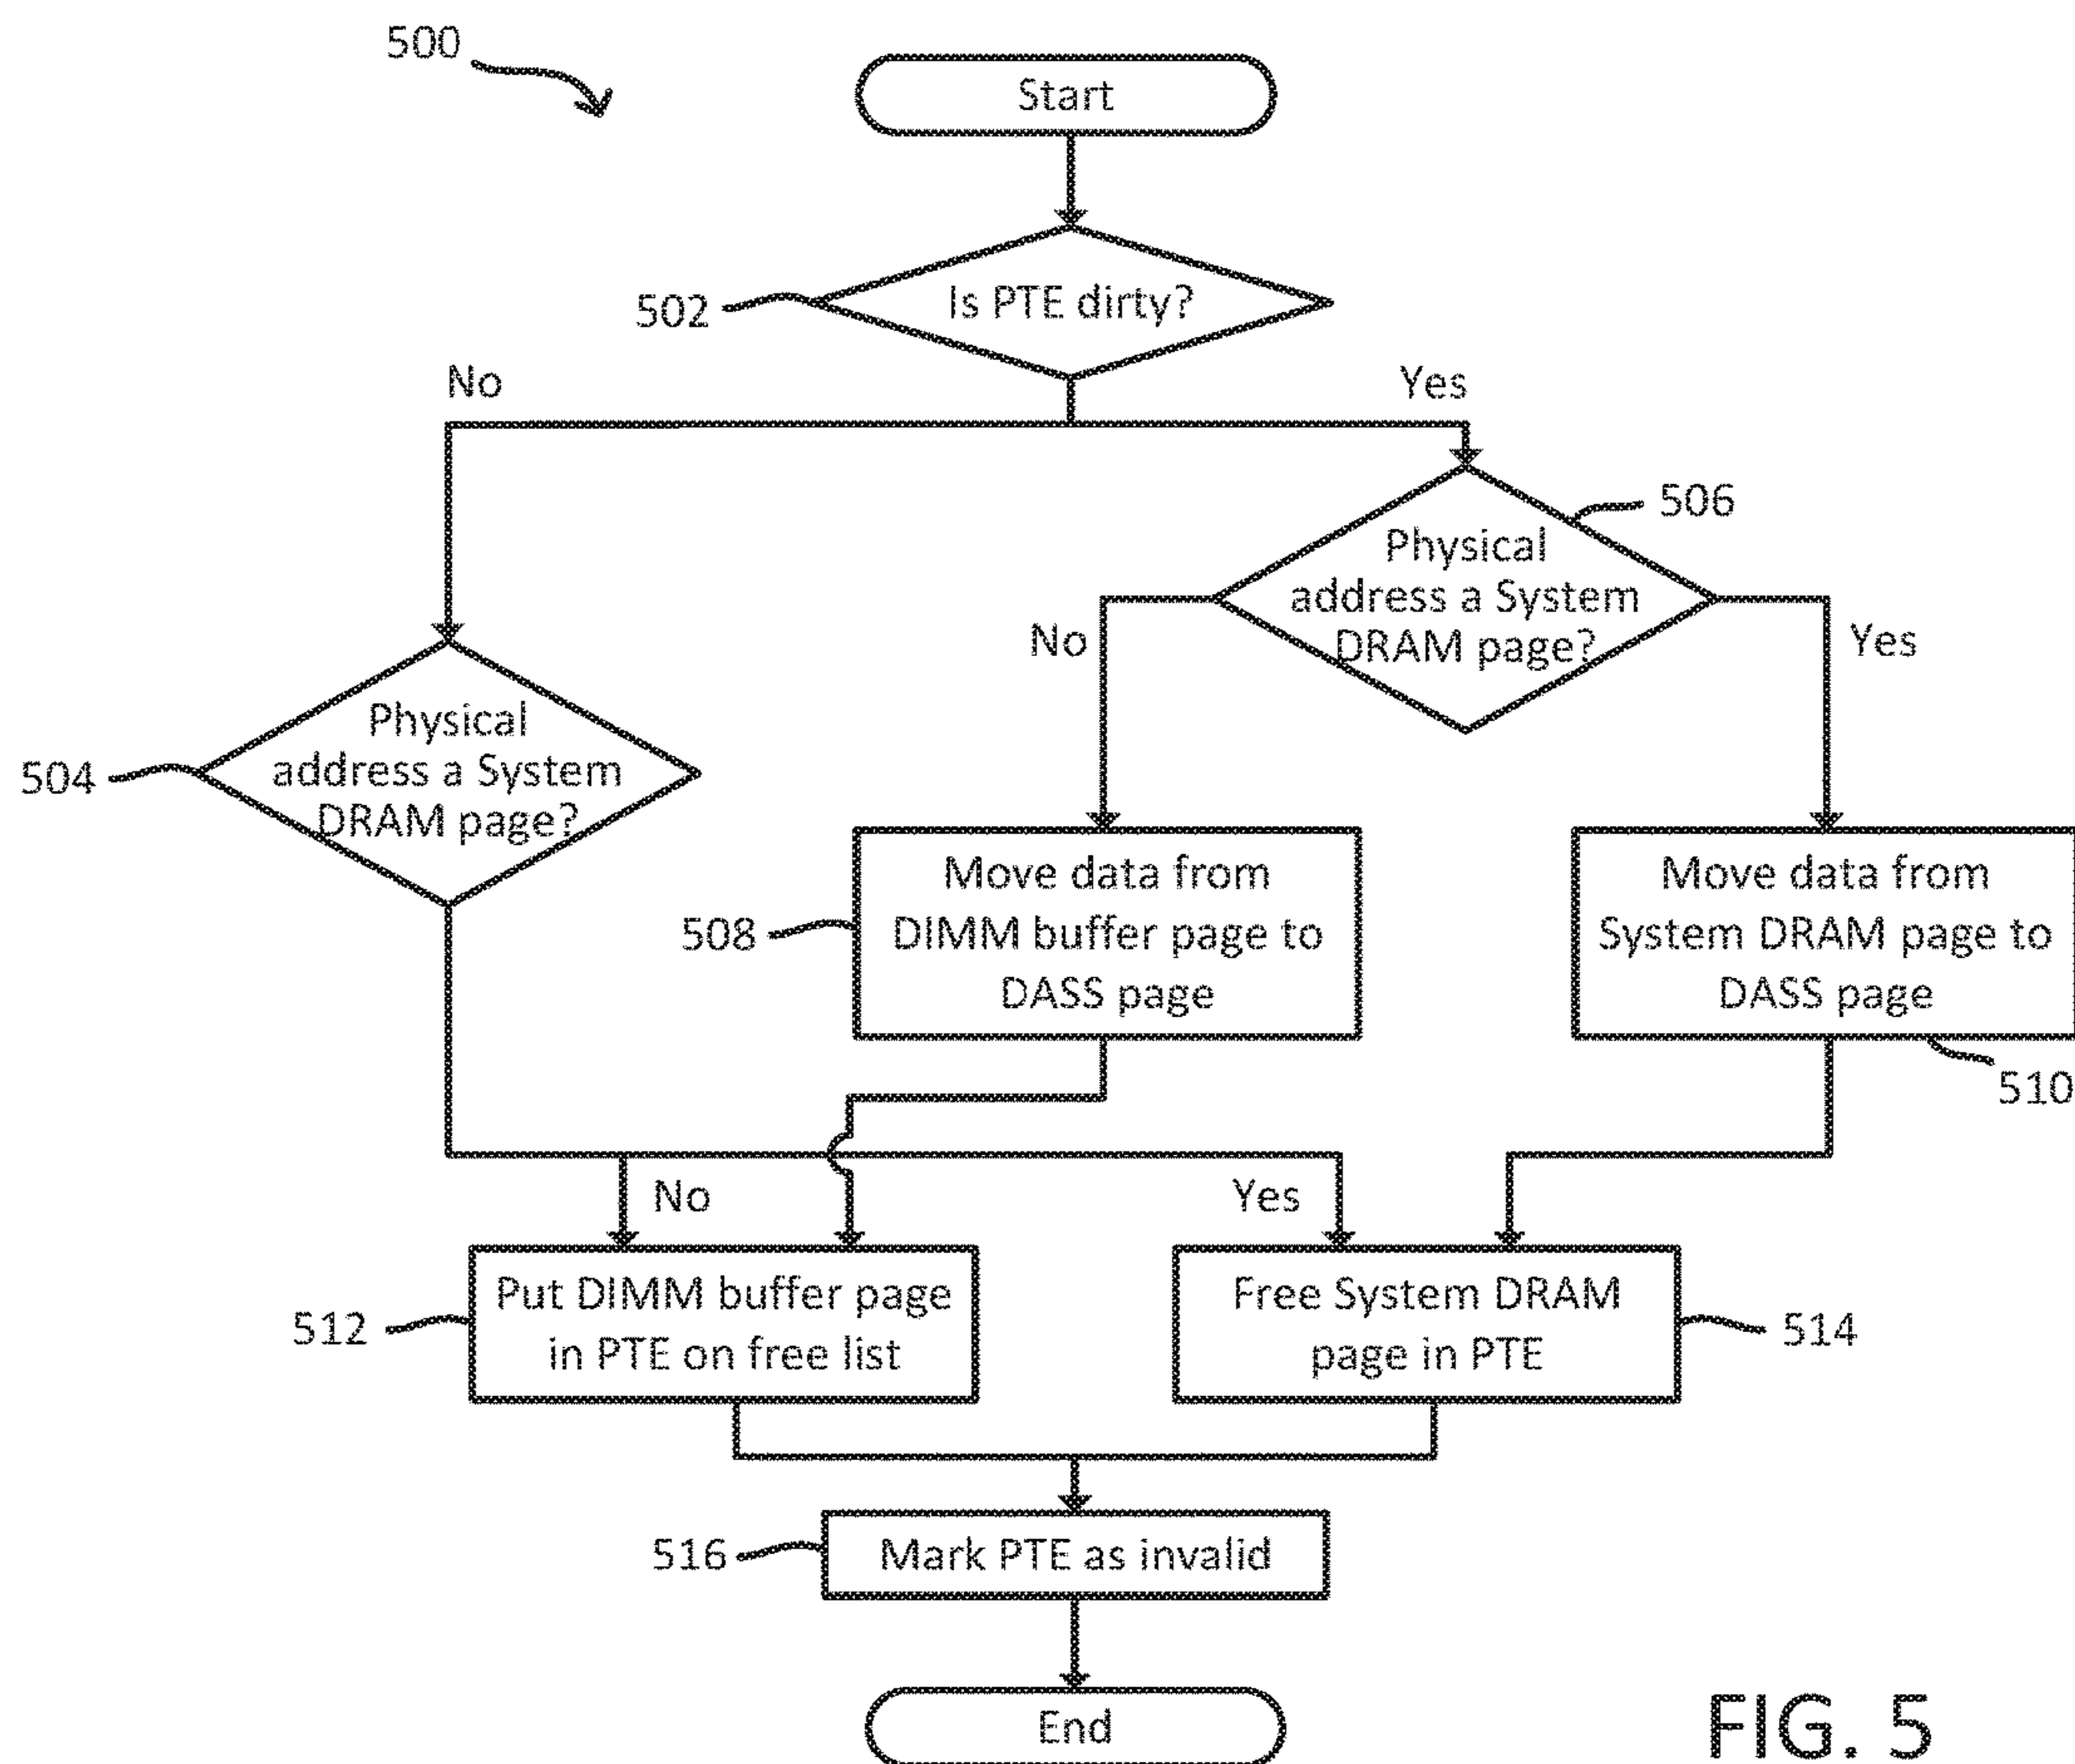 500
Start
502
Is PTE dirty?
No
Yes
506
Physical
address a System
DRAM page?
No
Yes
504
Physical
address a System
DRAM page?
508
Move data from
DIMM buffer page to
DASS page
Move data from
System DRAM page to
DASS page
510
No
Yes
512
Put DIMM buffer page
in PTE on free list
Free System DRAM
page in PTE
514
516
Mark PTE as invalid
End
FIG. 5